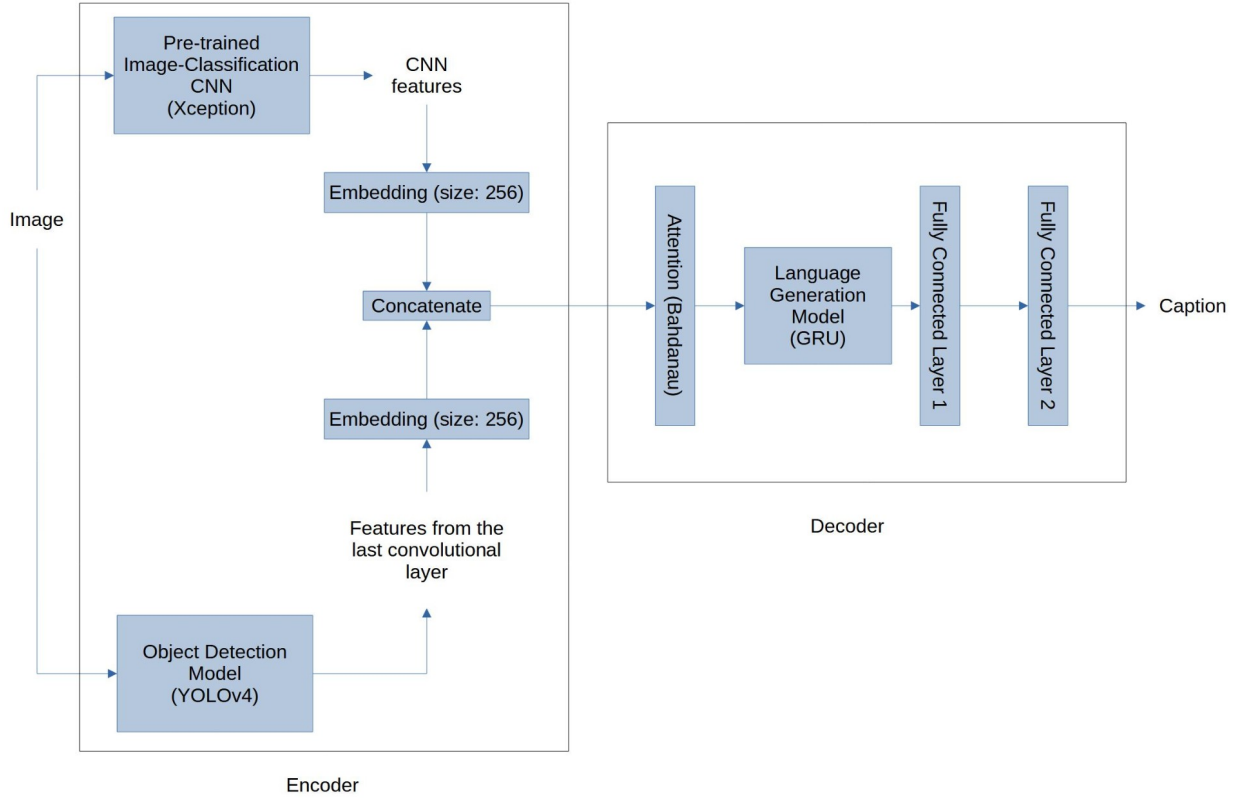 Pre-trained
Image-Classification
CNN
(Xception)
CNN
features
Embedding (size: 256)
Image
Concatenate
Embedding (size: 256)
Features from the
last convolutional
layer
Object Detection
Model
(YOLOv4)
Encoder
Attention (Bahdanau)
Language
Generation
Model
(GRU)
Fully Connected Layer 1
Fully Connected Layer 2
Caption
Decoder